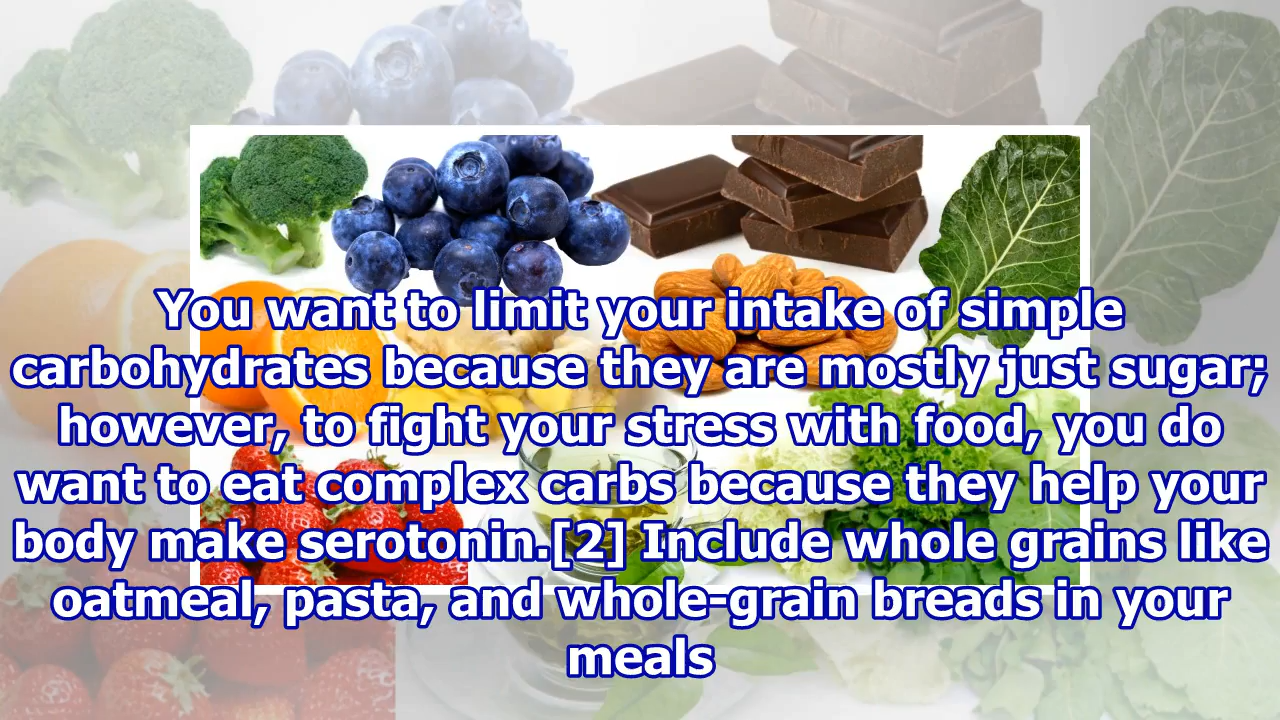 You want to limit your intake of simple
carbohydrates because they are mostly just sugar;
however, to fight your stress with food, you do
want to eat complex carbs because they help your
body make serotonin.[2] Include whole grains like
oatmeal, pasta, and whole-grain breads in your
meals